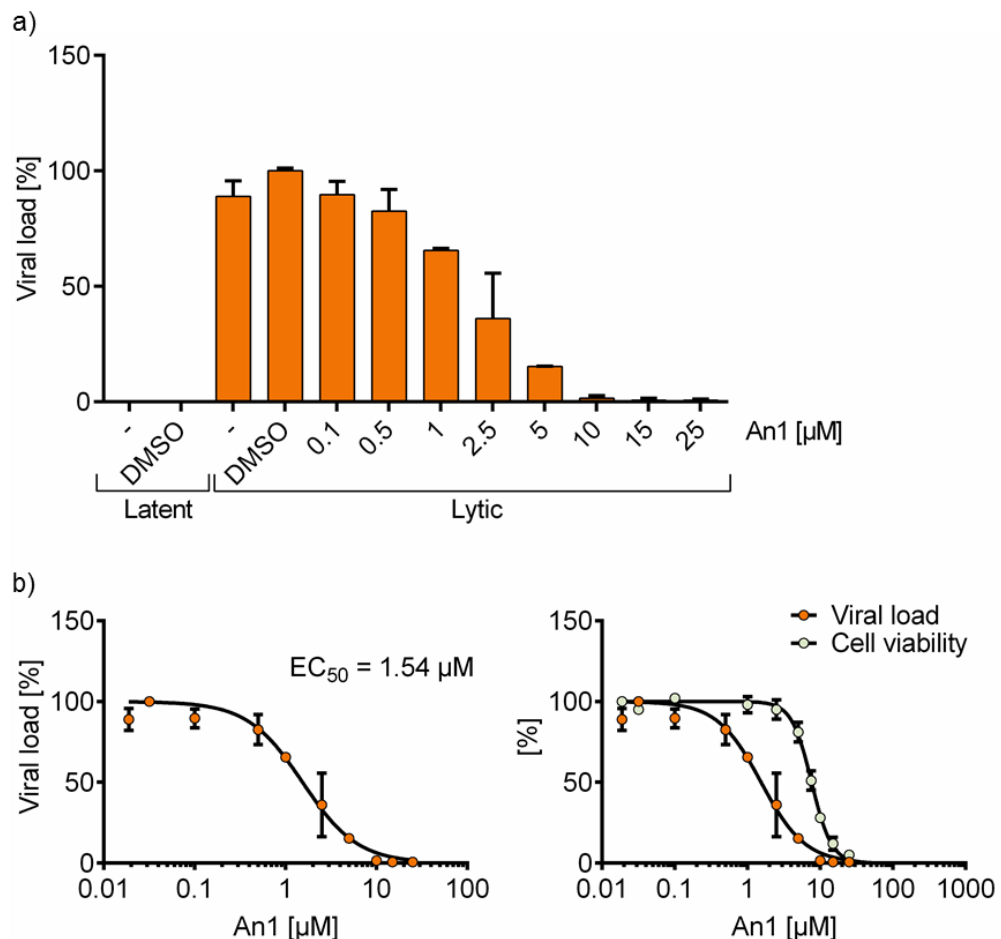 a)
150
100
50
0
Viral load [%]
- DMSO - DMSO 0.1 0.5 1 2.5 5 10 15 25 An1 [µM]
Latent Lytic
b)
150
100
50
0
Viral load [%]
EC50 = 1.54 µM
0.01 0.1 1 10 100
An1 [µM]
Viral load
Cell viability
150
100
50
0
[%]
0.01 0.1 1 10 100 1000
An1 [µM]